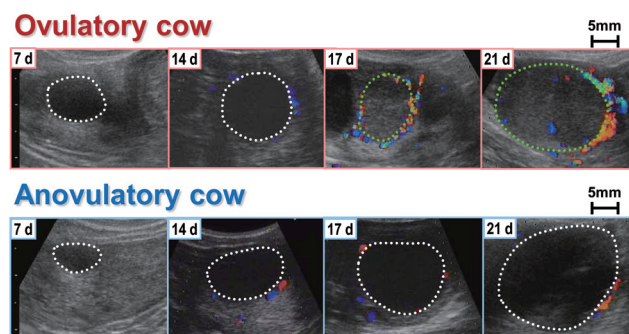 Ovulatory cow
5mm
7 d
14 d
17 d
21 d
Anovulatory cow
5mm
7 d
14 d
17 d
21 d